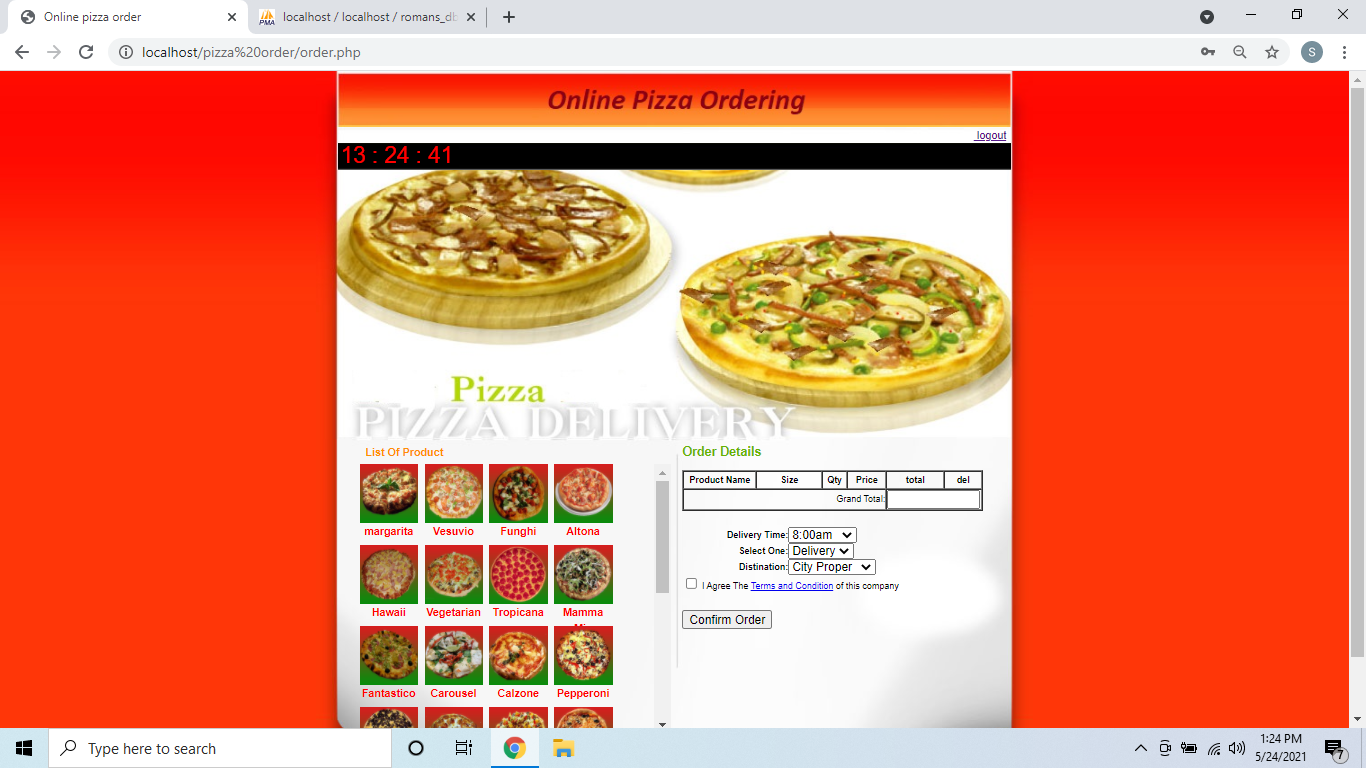 Online pizza order
localhost / localhost / romans_db
localhost/pizza%20order/order.php
S
Online Pizza Ordering
logout
13 : 24 : 41
Pizza
PIZZA DELIVERY
List Of Product
margarita Vesuvio Funghi Altona
Hawaii Vegetarian Tropicana Mamma
Fantastico Carousel Calzone Pepperoni
Order Details
Product Name Size Qty Price total del
Grand Total:
Delivery Time: 8:00am
Select One: Delivery
Distination: City Proper
I Agree The Terms and Condition of this company
Confirm Order
Type here to search
1:24 PM
5/24/2021
7